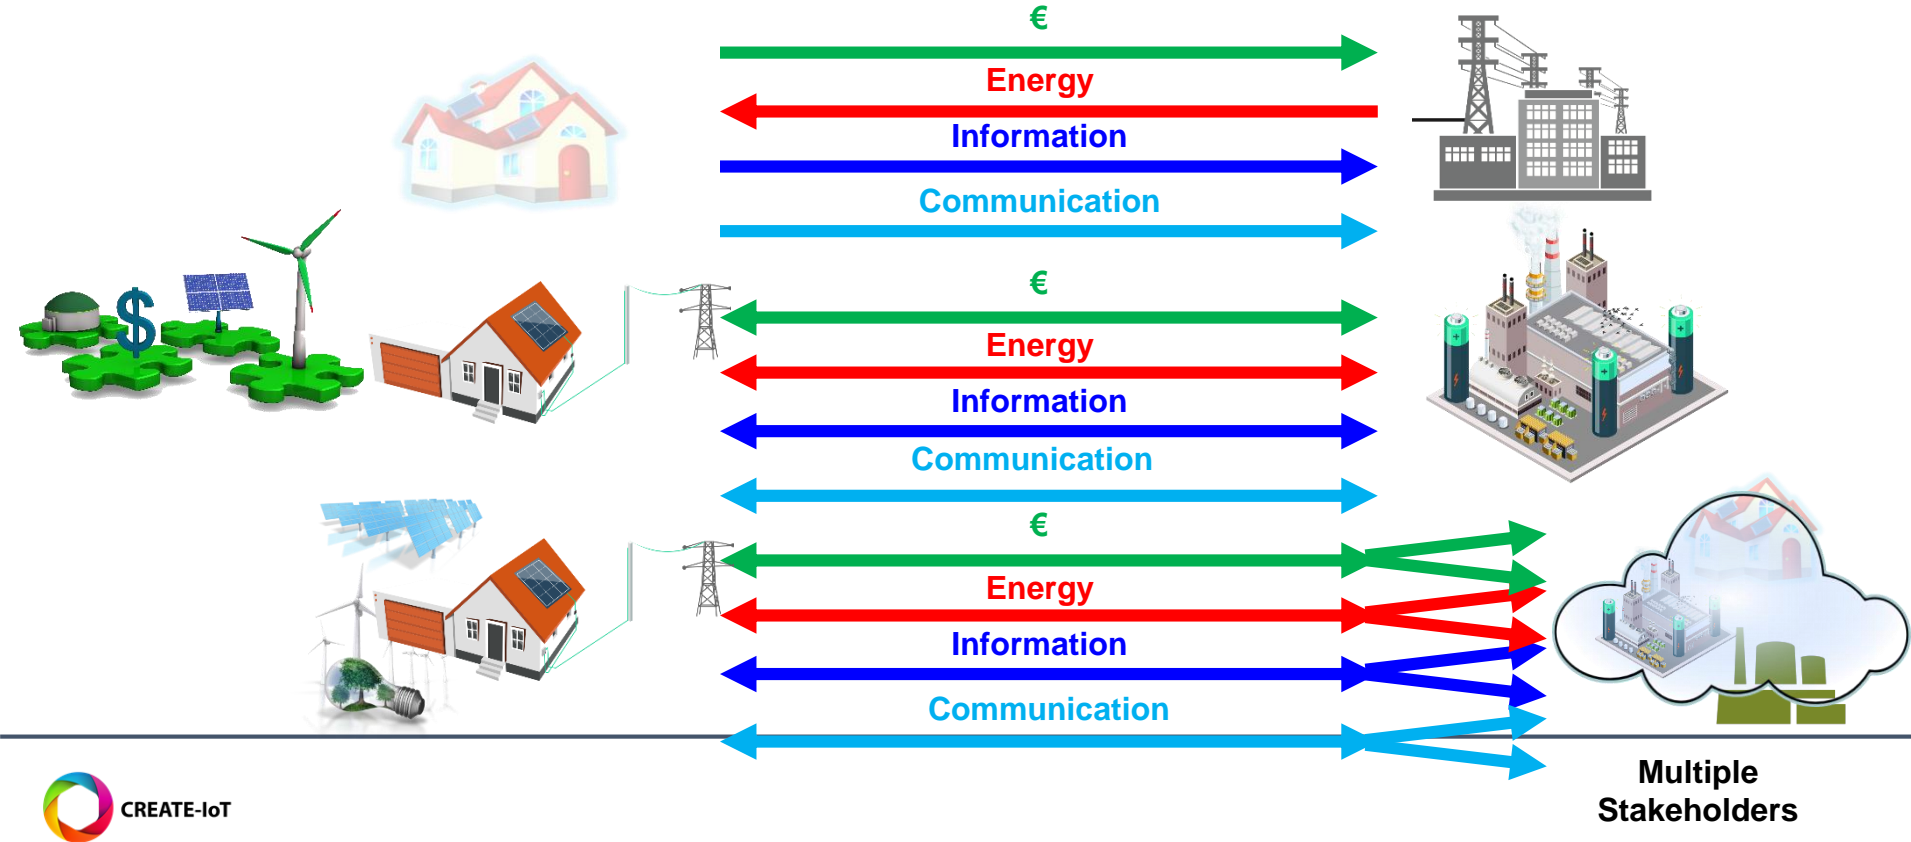 €
Energy
Information
Communication
$
€
Energy
Information
Communication
€
Energy
Information
Communication
Multiple
Stakeholders
CREATE-IoT